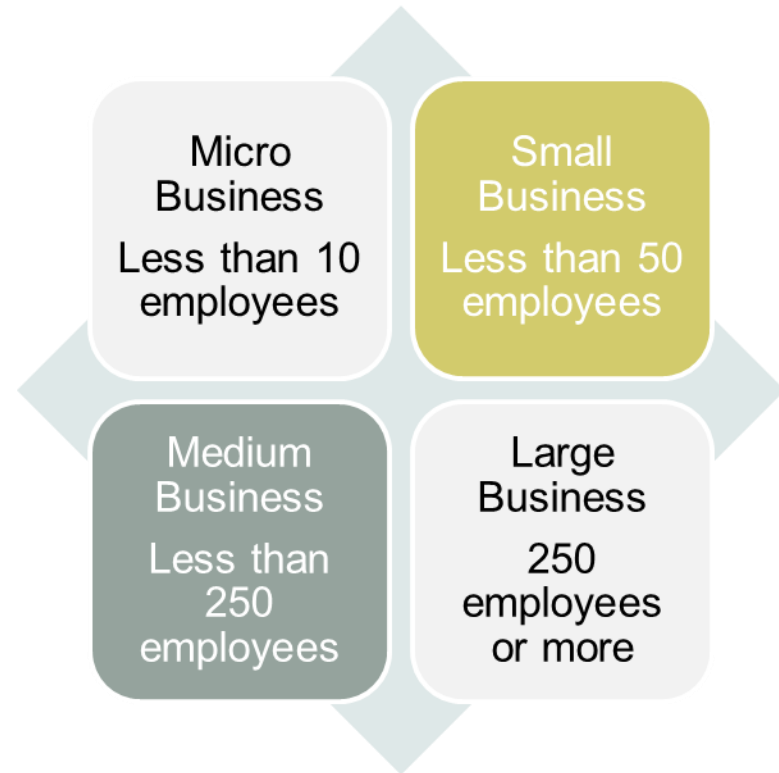 Micro
Business
Less than 10
employees
Small
Business
Less than 50
employees
Medium
Business
Less than
250
employees
Large
Business
250
employees
or more